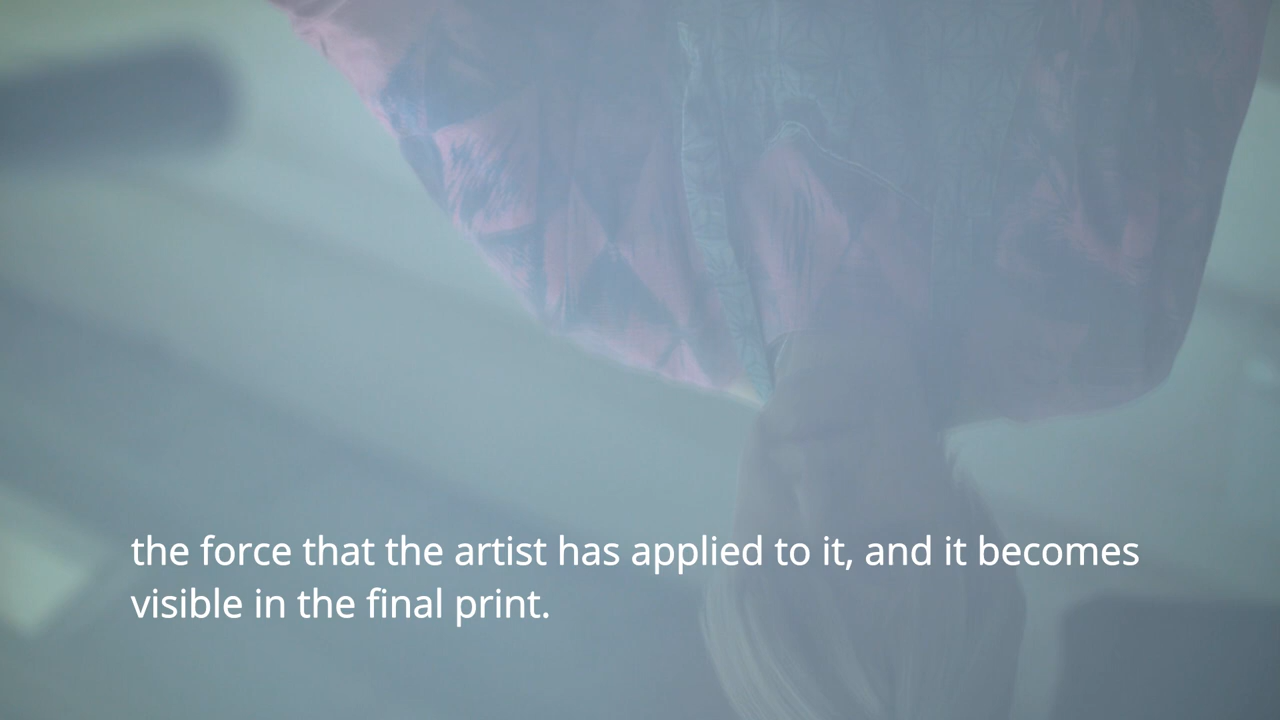 the force that the artist has applied to it, and it becomes
visible in the final print.